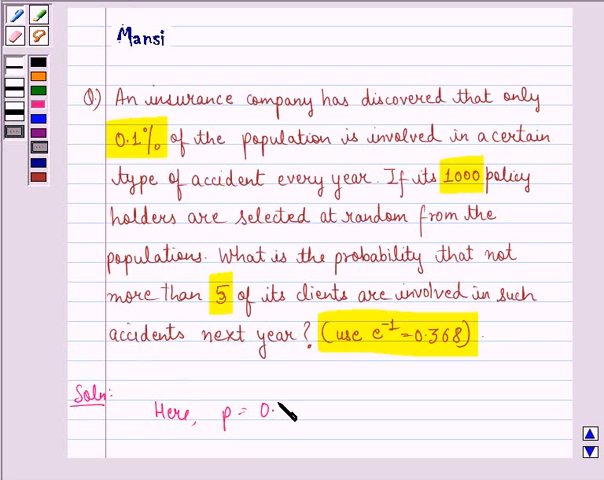 Mansi
Q.) An insurance company has discovered that only
0.1% of the population is involved in a certain
type of accident every year. If its 1000 policy
holders are selected at random from the
populations. What is the probability that not
more than 5 of its clients are involved in such
accidents next year? (use e⁻¹=0.368).
Soln:
Here, p = 0.